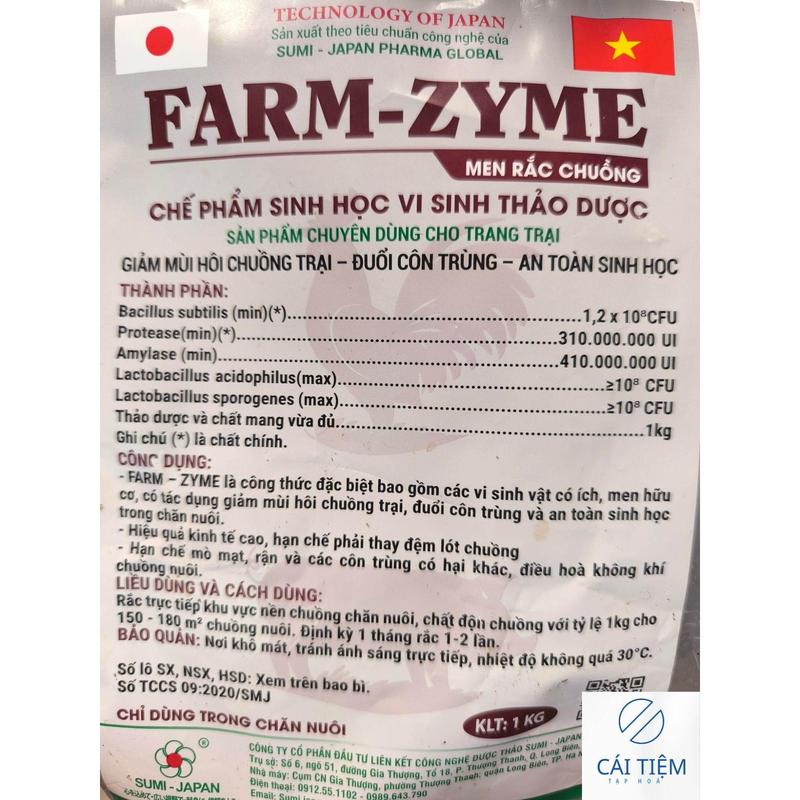 TECHNOLOGY OF JAPAN
Sản xuất theo tiêu chuẩn công nghệ của
SUMI - JAPAN PHARMA GLOBAL
FARM-ZYME
MEN RẮC CHUỒNG
CHẾ PHẨM SINH HỌC VI SINH THẢO DƯỢC
SẢN PHẨM CHUYÊN DÙNG CHO TRANG TRẠI
GIẢM MÙI HÔI CHUỒNG TRẠI – ĐUỔI CÔN TRÙNG – AN TOÀN SINH HỌC
THÀNH PHẦN:
Bacillus subtilis (min)(*)........1,2 x 10⁸CFU
Protease(min)(*)........310.000.000 UI
Amylase (min)........410.000.000 UI
Lactobacillus acidophilus(max)........≥10⁸ CFU
Lactobacillus sporogenes (max)........≥10⁸ CFU
Thảo dược và chất mang vừa đủ........1kg
Ghi chú (*) là chất chính.
CÔNG DỤNG:
- FARM – ZYME là công thức đặc biệt bao gồm các vi sinh vật có ích, men hữu
cơ, có tác dụng giảm mùi hôi chuồng trại, đuổi côn trùng và an toàn sinh học
trong chăn nuôi.
- Hiệu quả kinh tế cao, hạn chế phải thay đệm lót chuồng
- Hạn chế mò mạt, rận và các côn trùng có hại khác, điều hoà không khí
chuồng nuôi.
LIỀU DÙNG VÀ CÁCH DÙNG:
Rắc trực tiếp khu vực nền chuồng chăn nuôi, chất độn chuồng với tỷ lệ 1kg cho
150 - 180 m² chuồng nuôi. Định kỳ 1 tháng rắc 1-2 lần.
BẢO QUẢN: Nơi khô mát, tránh ánh sáng trực tiếp, nhiệt độ không quá 30°C.
Số lô SX, NSX, HSD: Xem trên bao bì.
Số TCCS 09:2020/SMJ
CHỈ DÙNG TRONG CHĂN NUÔI
KLT: 1 KG
SUMI - JAPAN
CÔNG TY CỔ PHẦN ĐẦU TƯ LIÊN KẾT CÔNG NGHỆ DƯỢC THẢO SUMI - JAPAN
Trụ sở: Số 6, ngõ 51, đường Gia Thượng, Tổ 18, P. Thượng Thanh, Q. Long Biên,
Nhà máy: Cụm CN Gia Thượng, phường Thượng Thanh, quận Long Biên, TP. Hà
Điện thoại: 0912.55.1102 - 0989.643.790
Email:
CÁI TIỆM
TẠP HOÁ